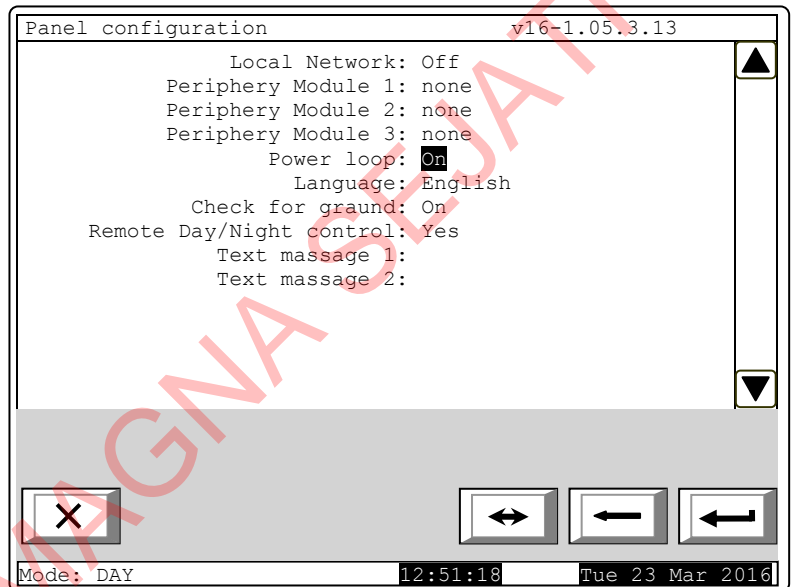 Panel configuration v16-1.05.3.13
Local Network: Off
Periphery Module 1: none
Periphery Module 2: none
Periphery Module 3: none
Power loop: On
Language: English
Check for graund: On
Remote Day/Night control: Yes
Text massage 1:
Text massage 2:
Mode: DAY 12:51:18 Tue 23 Mar 2016
MAGNA SEJATI